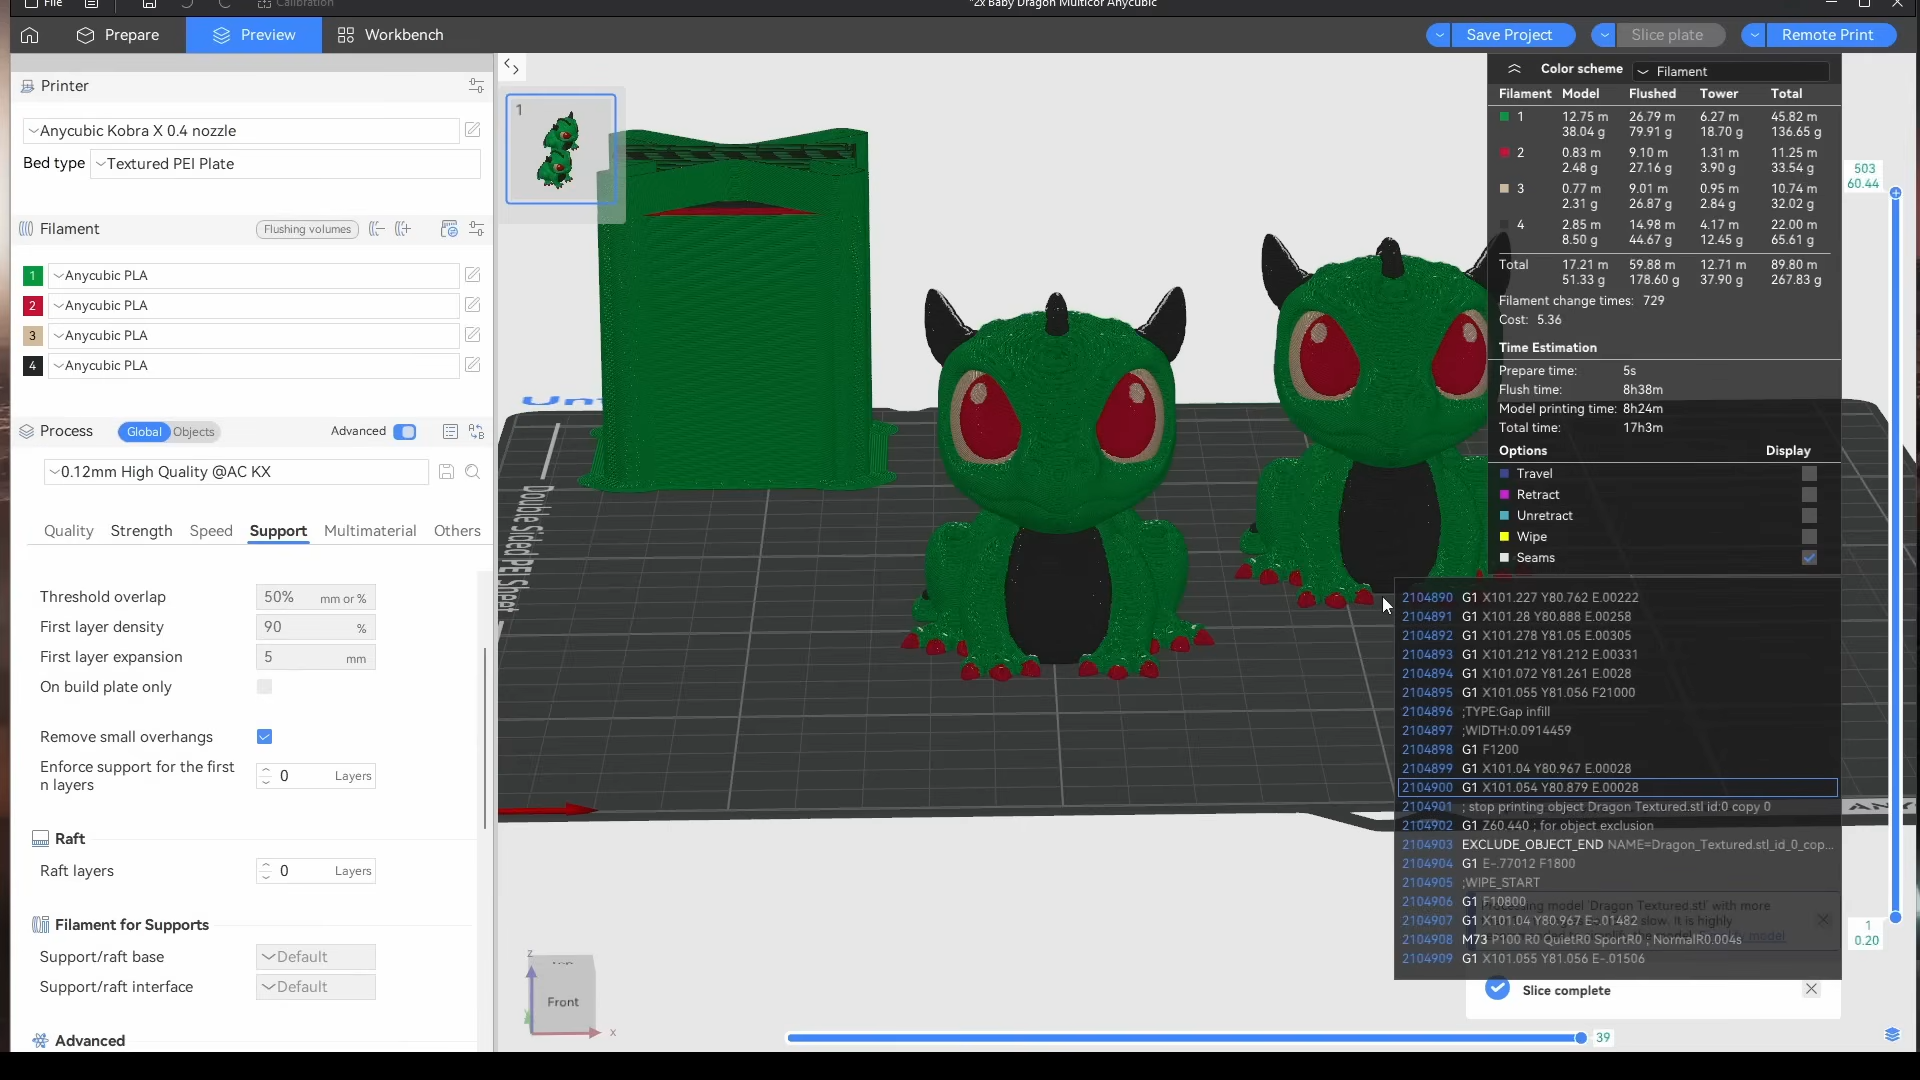 File
Calibration
*2x Baby Dragon Multicor Anycubic
Prepare
Preview
Workbench
Save Project
Slice plate
Remote Print
Printer
Anycubic Kobra X 0.4 nozzle
Bed type
Textured PEI Plate
Filament
Flushing volumes
1 Anycubic PLA
2 Anycubic PLA
3 Anycubic PLA
4 Anycubic PLA
Process
Global
Objects
Advanced
0.12mm High Quality @AC KX
Quality
Strength
Speed
Support
Multimaterial
Others
Threshold overlap 50% mm or %
First layer density 90 %
First layer expansion 5 mm
On build plate only
Remove small overhangs
Enforce support for the first
n layers
0 Layers
Raft
Raft layers 0 Layers
Filament for Supports
Support/raft base Default
Support/raft interface Default
Advanced
1
Double Sided PEI Sheet
Z
Front
X
Color scheme Filament
Filament Model Flushed Tower Total
1 12.75 m 26.79 m 6.27 m 45.82 m
38.04 g 79.91 g 18.70 g 136.65 g
2 0.83 m 9.10 m 1.31 m 11.25 m
2.48 g 27.16 g 3.90 g 33.54 g
3 0.77 m 9.01 m 0.95 m 10.74 m
2.31 g 26.87 g 2.84 g 32.02 g
4 2.85 m 14.98 m 4.17 m 22.00 m
8.50 g 44.67 g 12.45 g 65.61 g
Total 17.21 m 59.88 m 12.71 m 89.80 m
51.33 g 178.60 g 37.90 g 267.83 g
Filament change times: 729
Cost: 5.36
Time Estimation
Prepare time: 5s
Flush time: 8h38m
Model printing time: 8h24m
Total time: 17h3m
Options Display
Travel
Retract
Unretract
Wipe
Seams
503
60.44
2104890 G1 X101.227 Y80.762 E.00222
2104891 G1 X101.28 Y80.888 E.00258
2104892 G1 X101.278 Y81.05 E.00305
2104893 G1 X101.212 Y81.212 E.00331
2104894 G1 X101.072 Y81.261 E.0028
2104895 G1 X101.055 Y81.056 F21000
2104896 ;TYPE:Gap infill
2104897 ;WIDTH:0.0914459
2104898 G1 F1200
2104899 G1 X101.04 Y80.967 E.00028
2104900 G1 X101.054 Y80.879 E.00028
2104901 ; stop printing object Dragon Textured.stl id:0 copy 0
2104902 G1 Z60.440 ; for object exclusion
2104903 EXCLUDE_OBJECT_END NAME=Dragon_Textured.stl_id_0_cop...
2104904 G1 E-.77012 F1800
2104905 ;WIPE_START
2104906 G1 F10800
2104907 G1 X101.04 Y80.967 E-.01482
2104908 M73 P100 R0 QuietR0 SportR0 ; NormalR0.004s
2104909 G1 X101.055 Y81.056 E-.01506
model 'Dragon Textured.stl' with more
slow. It is highly
model
1
0.20
Slice complete
39